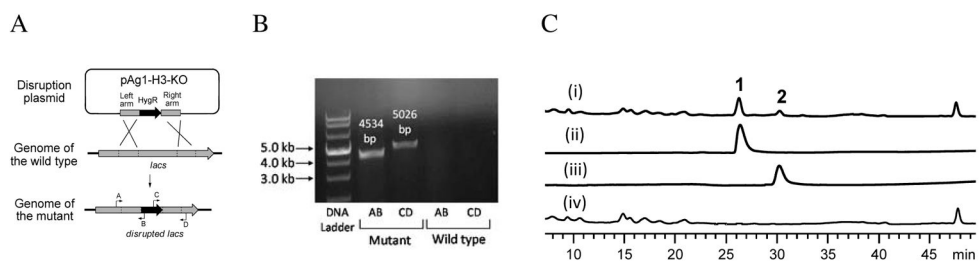 A
B
C
Disruption plasmid
pAg1-H3-KO
Left arm
HygR
Right arm
Genome of the wild type
lacs
Genome of the mutant
A
C
B
D
disrupted lacs
4534 bp
5026 bp
5.0 kb
4.0 kb
3.0 kb
DNA Ladder
AB
CD
AB
CD
Mutant
Wild type
(i)
(ii)
(iii)
(iv)
1
2
10
15
20
25
30
35
40
45
min